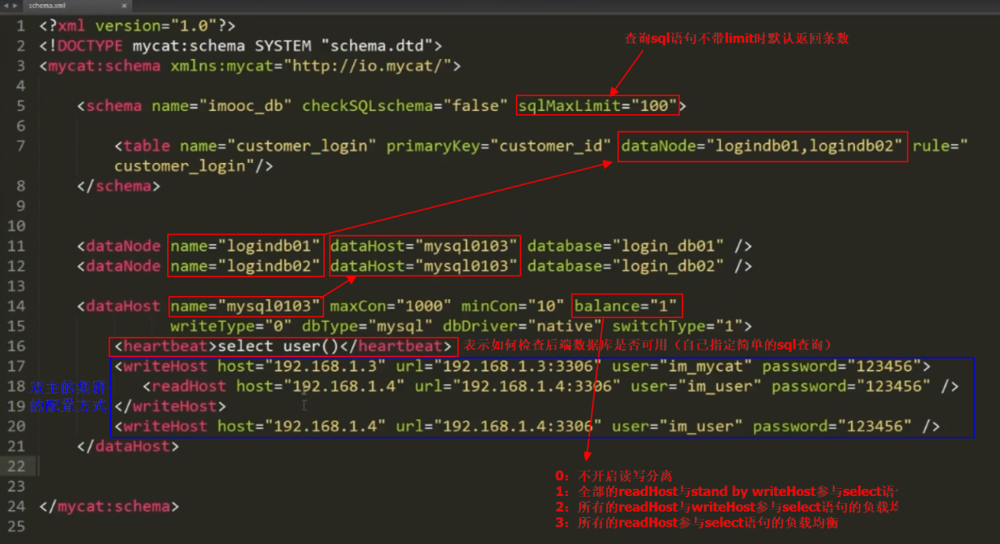 schema.xml
1 <?xml version="1.0"?>
2 <!DOCTYPE mycat:schema SYSTEM "schema.dtd">
3 <mycat:schema xmlns:mycat="http://io.mycat/">
4
查询sql语句不带limit时默认返回条数
5 <schema name="imooc_db" checkSQLschema="false" sqlMaxLimit="100">
6
7 <table name="customer_login" primaryKey="customer_id" dataNode="logindb01,logindb02" rule="
customer_login"/>
8 </schema>
9
10
11 <dataNode name="logindb01" dataHost="mysql0103" database="login_db01" />
12 <dataNode name="logindb02" dataHost="mysql0103" database="login_db02" />
13
14 <dataHost name="mysql0103" maxCon="1000" minCon="10" balance="1"
15 writeType="0" dbType="mysql" dbDriver="native" switchType="1">
16 <heartbeat>select user()</heartbeat> 表示如何检查后端数据库是否可用（自己指定简单的sql查询）
17 <writeHost host="192.168.1.3" url="192.168.1.3:3306" user="im_mycat" password="123456">
18 <readHost host="192.168.1.4" url="192.168.1.4:3306" user="im_user" password="123456" />
双主的集群
19 </writeHost>
的配置方式
20 <writeHost host="192.168.1.4" url="192.168.1.4:3306" user="im_user" password="123456" />
21 </dataHost>
22
0：不开启读写分离
23
1：全部的readHost与stand by writeHost参与select语
24 </mycat:schema>
2：所有的readHost与writeHost参与select语句的负载
3：所有的readHost参与select语句的负载均衡
25